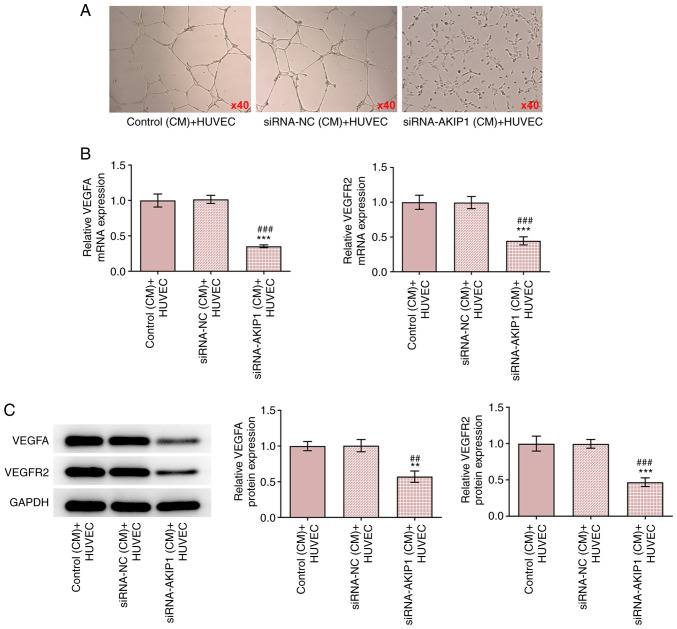 A
x40
x40
x40
Control (CM)+HUVEC
siRNA-NC (CM)+HUVEC
siRNA-AKIP1 (CM)+HUVEC
B
Relative VEGFA
mRNA expression
1.5
1.0
0.5
0.0
###
***
Control (CM)+
HUVEC
siRNA-NC (CM)+
HUVEC
siRNA-AKIP1 (CM)+
HUVEC
Relative VEGFR2
mRNA expression
1.5
1.0
0.5
0.0
###
***
Control (CM)+
HUVEC
siRNA-NC (CM)+
HUVEC
siRNA-AKIP1 (CM)+
HUVEC
C
VEGFA
VEGFR2
GAPDH
Control (CM)+
HUVEC
siRNA-NC (CM)+
HUVEC
siRNA-AKIP1 (CM)+
HUVEC
Relative VEGFA
protein expression
1.5
1.0
0.5
0.0
##
**
Control (CM)+
HUVEC
siRNA-NC (CM)+
HUVEC
siRNA-AKIP1 (CM)+
HUVEC
Relative VEGFR2
protein expression
1.5
1.0
0.5
0.0
###
***
Control (CM)+
HUVEC
siRNA-NC (CM)+
HUVEC
siRNA-AKIP1 (CM)+
HUVEC